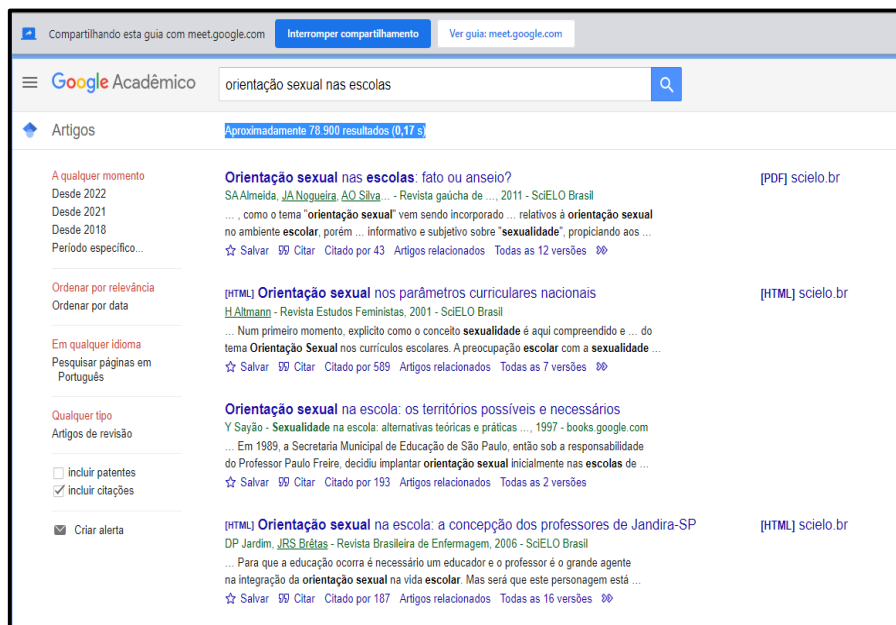 Compartilhando esta guia com meet.google.com Interromper compartilhamento Ver guia: meet.google.com
Google Acadêmico orientação sexual nas escolas
Artigos Aproximadamente 78.900 resultados (0,17 s)
A qualquer momento
Desde 2022
Desde 2021
Desde 2018
Período específico...
Ordenar por relevância
Ordenar por data
Em qualquer idioma
Pesquisar páginas em
Português
Qualquer tipo
Artigos de revisão
incluir patentes
incluir citações
Criar alerta
Orientação sexual nas escolas: fato ou anseio? [PDF] scielo.br
SA Almeida, JA Nogueira, AO Silva... - Revista gaúcha de ..., 2011 - SciELO Brasil
... , como o tema "orientação sexual" vem sendo incorporado ... relativos á orientação sexual
no ambiente escolar, porém ... informativo e subjetivo sobre "sexualidade", propiciando aos ...
Salvar Citar Citado por 43 Artigos relacionados Todas as 12 versões
[HTML] Orientação sexual nos parâmetros curriculares nacionais [HTML] scielo.br
H Altmann - Revista Estudos Feministas, 2001 - SciELO Brasil
... Num primeiro momento, explicito como o conceito sexualidade é aqui compreendido e ... do
tema Orientação Sexual nos currículos escolares. A preocupação escolar com a sexualidade ...
Salvar Citar Citado por 589 Artigos relacionados Todas as 7 versões
Orientação sexual na escola: os territórios possíveis e necessários
Y Sayão - Sexualidade na escola: alternativas teóricas e práticas ..., 1997 - books.google.com
... Em 1989, a Secretaria Municipal de Educação de São Paulo, então sob a responsabilidade
do Professor Paulo Freire, decidiu implantar orientação sexual inicialmente nas escolas de ...
Salvar Citar Citado por 193 Artigos relacionados Todas as 2 versões
[HTML] Orientação sexual na escola: a concepção dos professores de Jandira-SP [HTML] scielo.br
DP Jardim, JRS Brêtas - Revista Brasileira de Enfermagem, 2006 - SciELO Brasil
... Para que a educação ocorra é necessário um educador e o professor é o grande agente
na integração da orientação sexual na vida escolar. Mas será que este personagem está ...
Salvar Citar Citado por 187 Artigos relacionados Todas as 16 versões